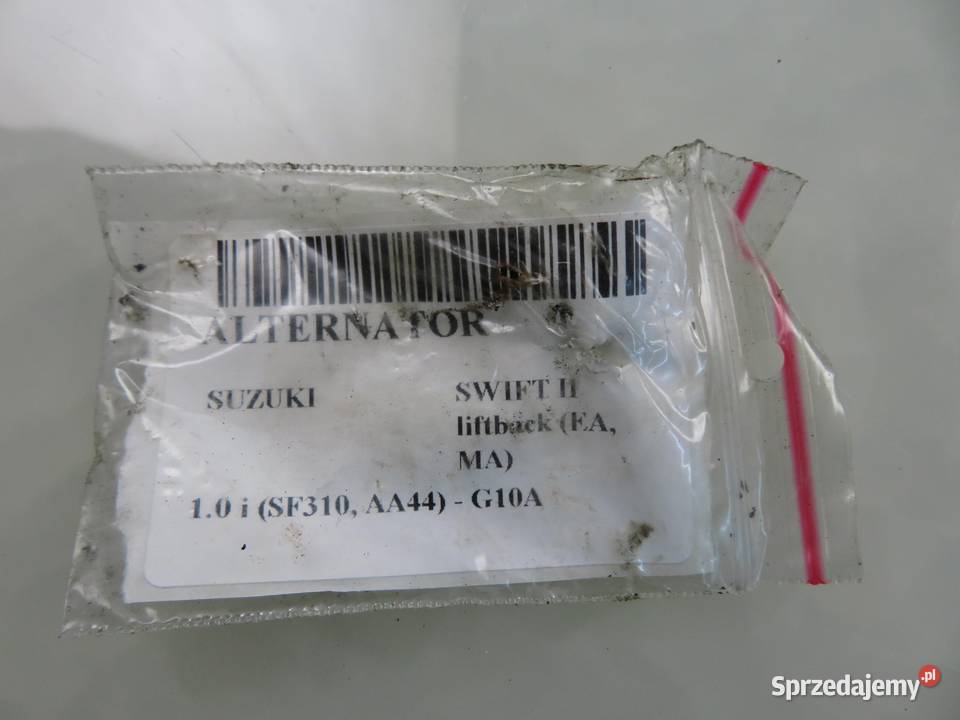 ALTERNATOR
SUZUKI SWIFT II
liftback (EA,
MA)
1.0 i (SF310, AA44) - G10A
Sprzedajemy.pl